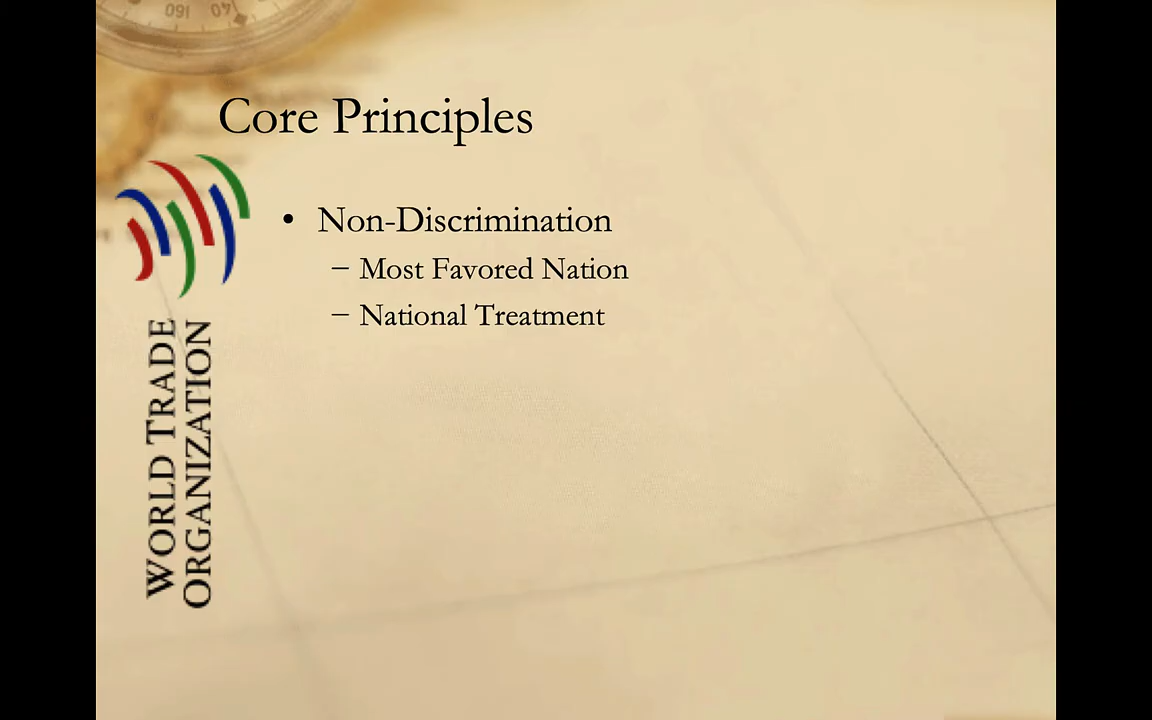 Core Principles
• Non-Discrimination
– Most Favored Nation
– National Treatment
WORLD TRADE
ORGANIZATION